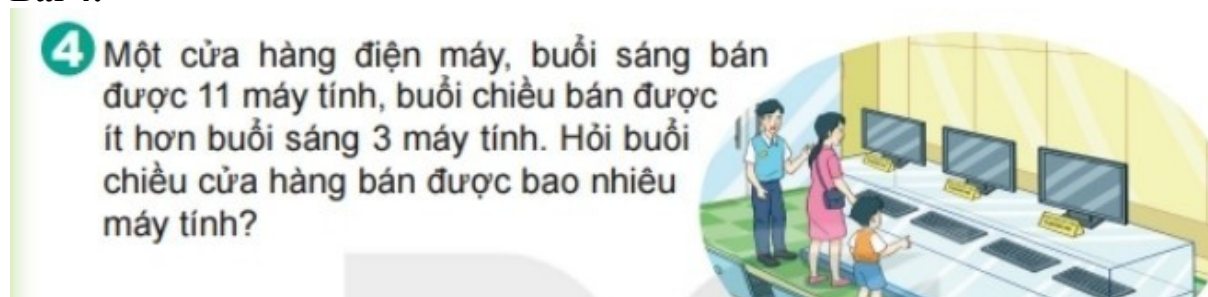 4 Một cửa hàng điện máy, buổi sáng bán
được 11 máy tính, buổi chiều bán được
ít hơn buổi sáng 3 máy tính. Hỏi buổi
chiều cửa hàng bán được bao nhiêu
máy tính?